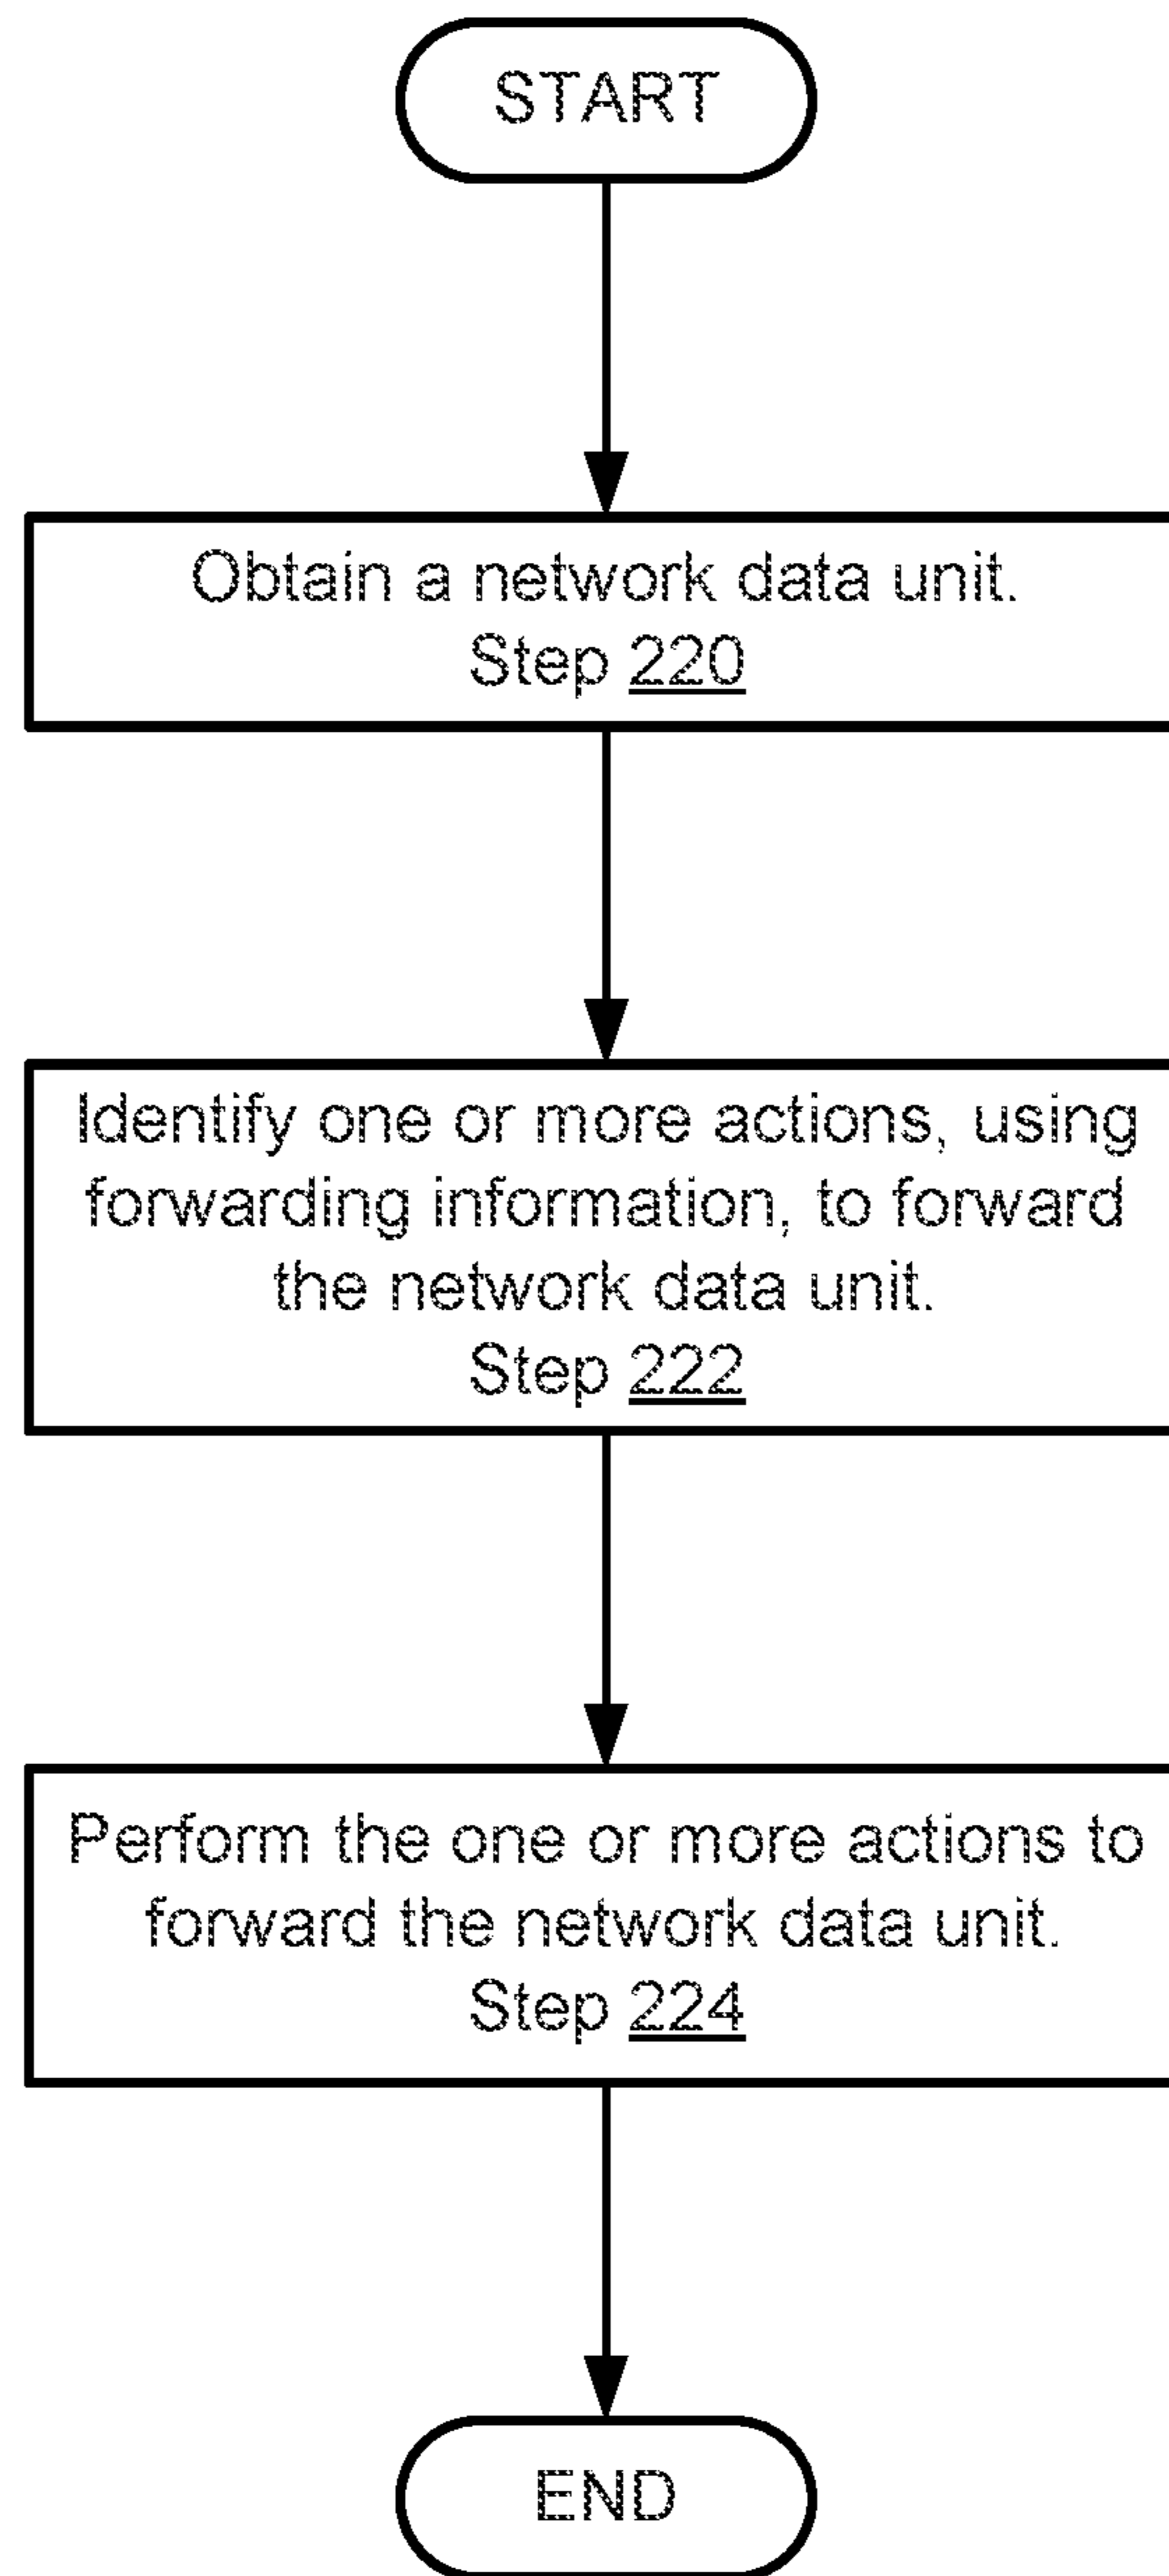 START
Obtain a network data unit.
Step 220
Identify one or more actions, using
forwarding information, to forward
the network data unit.
Step 222
Perform the one or more actions to
forward the network data unit.
Step 224
END